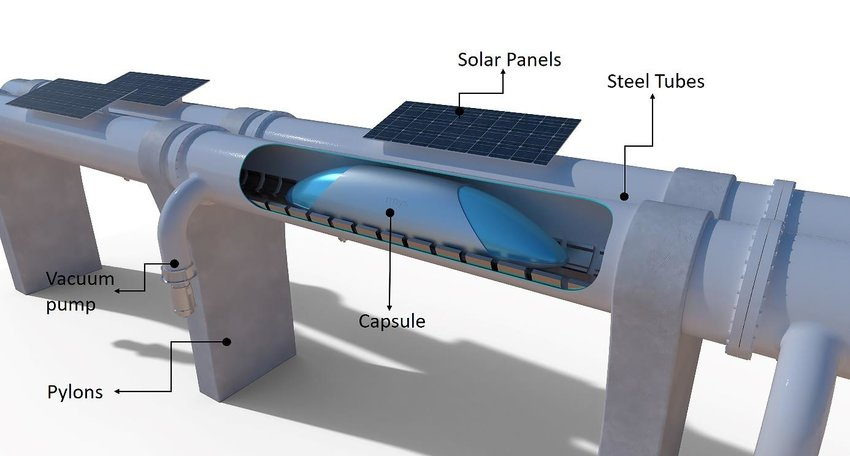 Solar Panels
Steel Tubes
Vacuum
pump
Capsule
Pylons